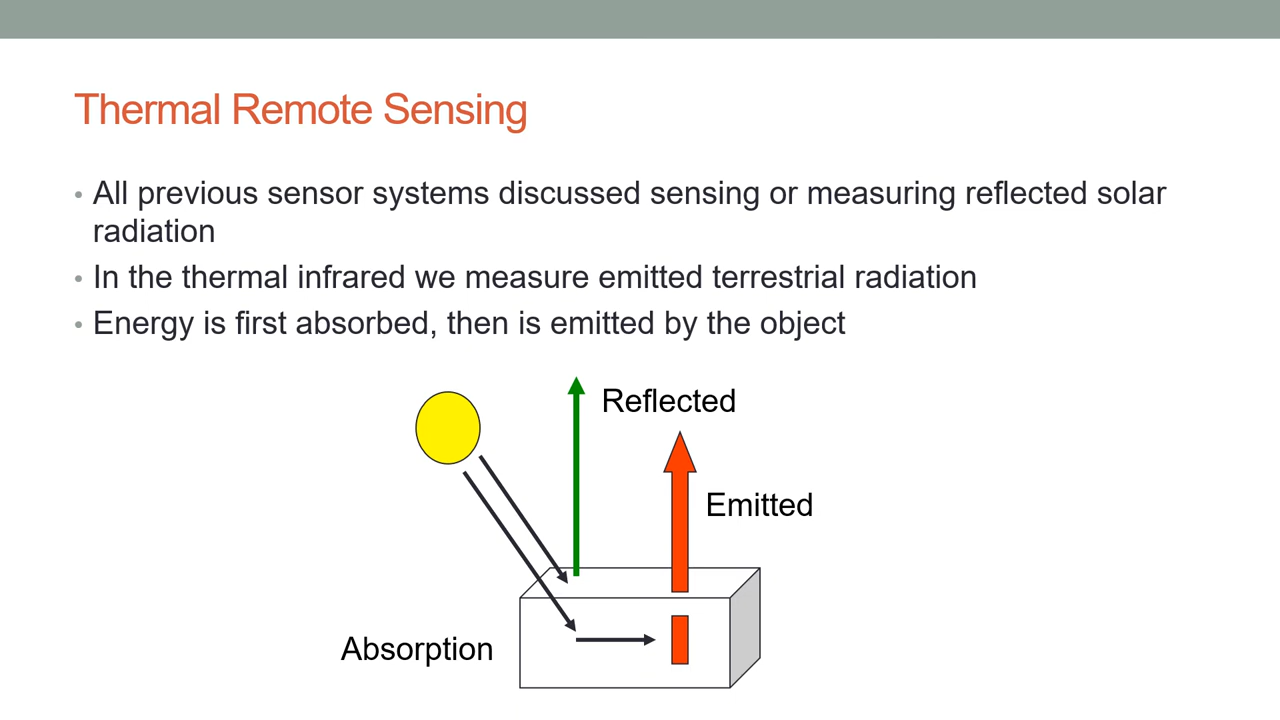 Thermal Remote Sensing
• All previous sensor systems discussed sensing or measuring reflected solar
radiation
• In the thermal infrared we measure emitted terrestrial radiation
• Energy is first absorbed, then is emitted by the object
Reflected
Emitted
Absorption